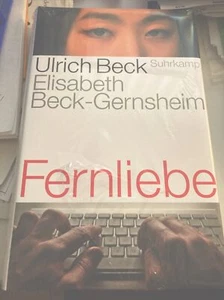 Ulrich Beck Suhrkamp
Elisabeth
Beck-Gernsheim
Fernliebe